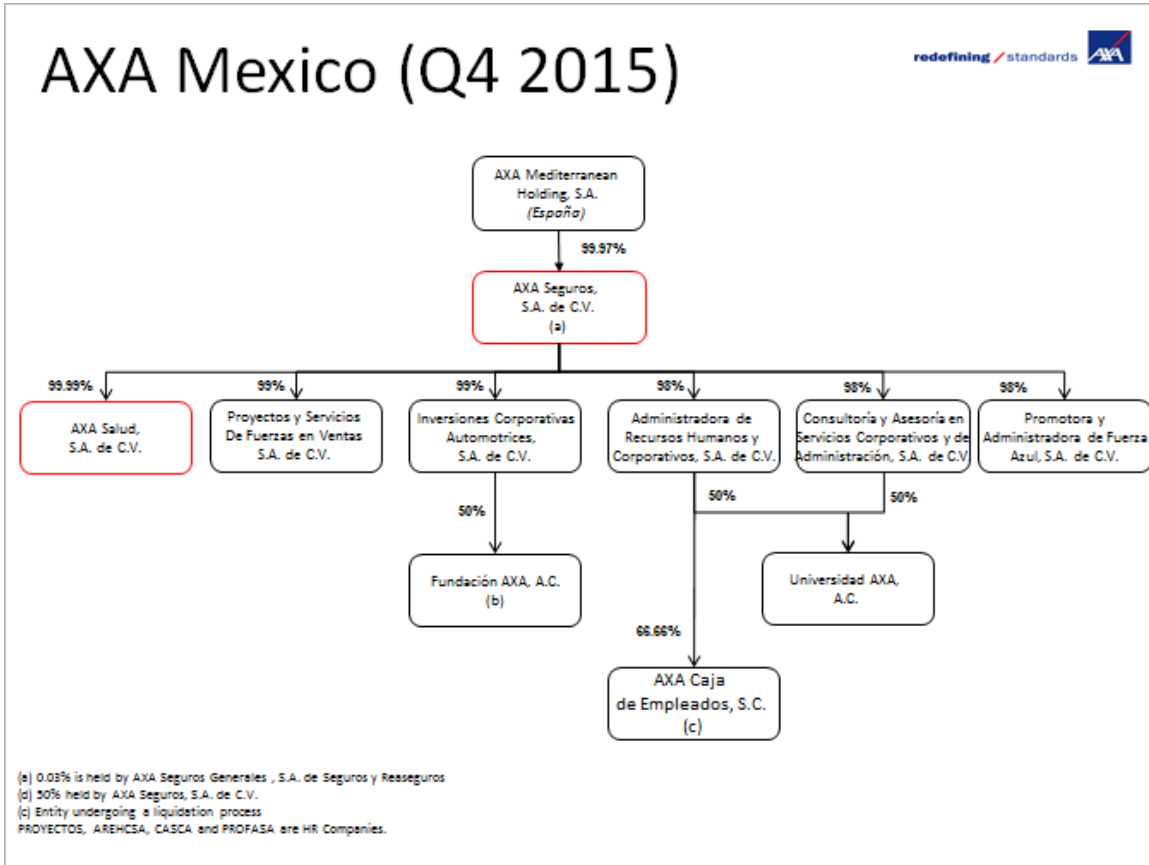 AXA Mexico (Q4 2015)
redefining / standards AXA
AXA Mediterranean
Holding, S.A.
(España)
99.97%
AXA Seguros,
S.A. de C.V.
(a)
99.99%
99%
99%
98%
98%
98%
AXA Salud,
S.A. de C.V.
Proyectos y Servicios
De Fuerzas en Ventas
S.A. de C.V.
Inversiones Corporativas
Automotrices,
S.A. de C.V.
Administradora de
Recursos Humanos y
Corporativos, S.A. de C.V.
Consultoría y Asesoría en
Servicios Corporativos y de
Administración, S.A. de C.V
Promotora y
Administradora de Fuerza
Azul, S.A. de C.V.
50%
50%
50%
Fundación AXA, A.C.
(b)
Universidad AXA,
A.C.
66.66%
AXA Caja
de Empleados, S.C.
(c)
(a) 0.03% is held by AXA Seguros Generales , S.A. de Seguros y Reaseguros
(d) 50% held by AXA Seguros, S.A. de C.V.
(c) Entity undergoing a liquidation process
PROYECTOS, AREHCSA, CASCA and PROFASA are HR Companies.